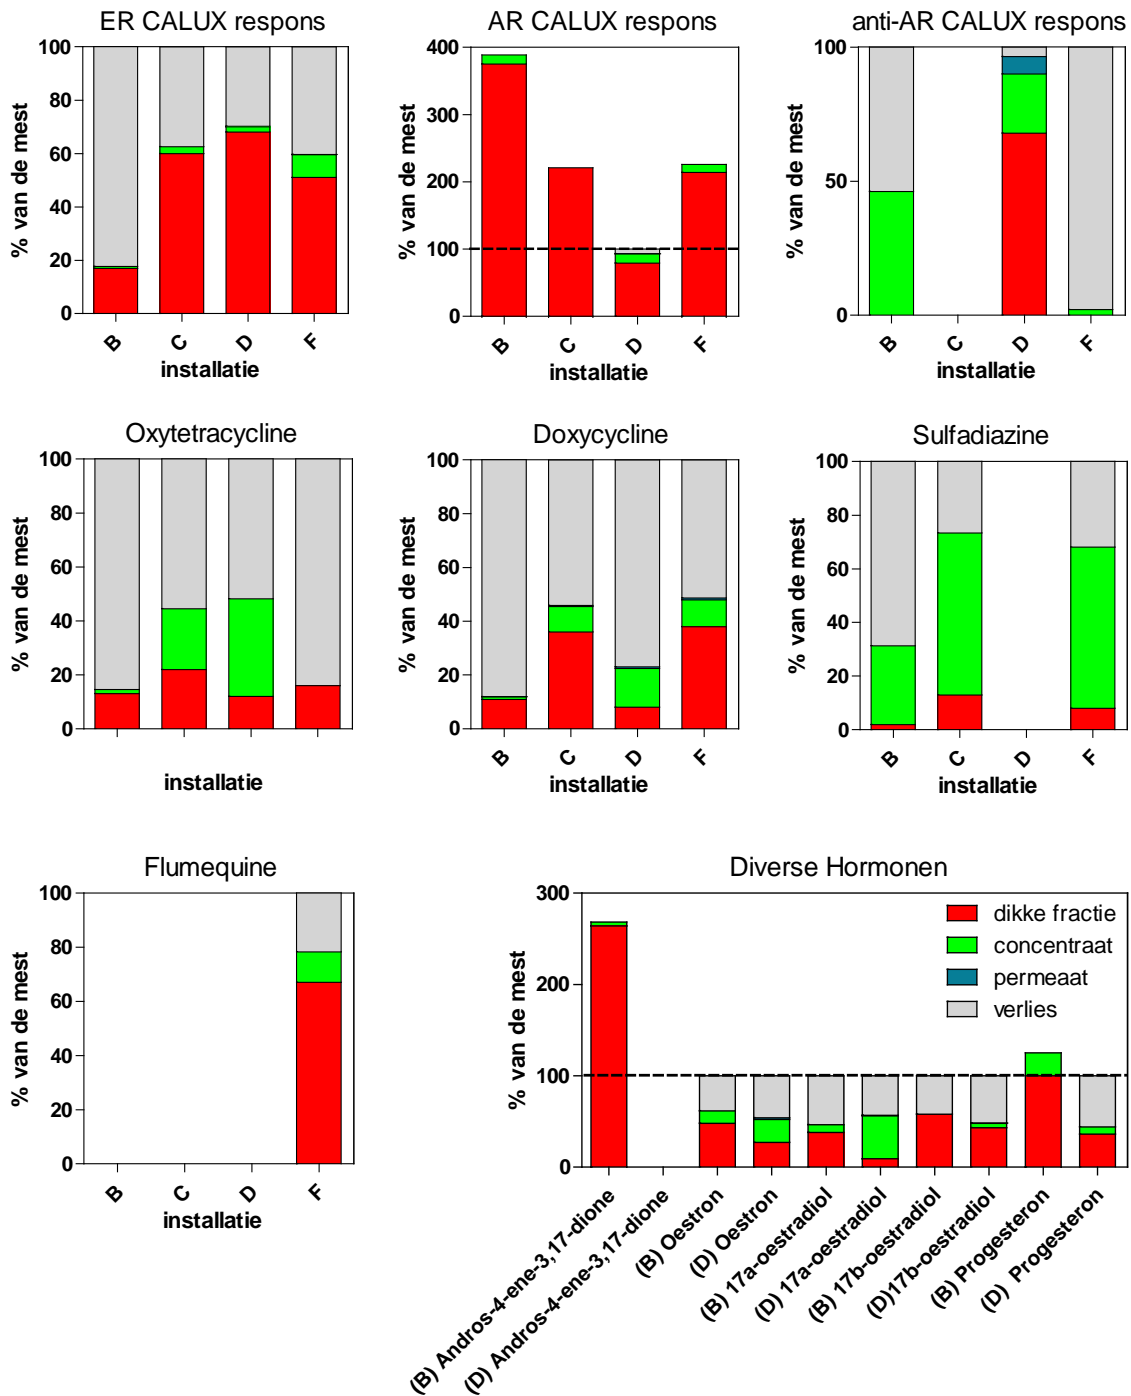 ER CALUX respons
% van de mest
100
80
60
40
20
0
B
C
D
F
installatie
AR CALUX respons
% van de mest
400
300
200
100
0
B
C
D
F
installatie
anti-AR CALUX respons
% van de mest
100
50
0
B
C
D
F
installatie
Oxytetracycline
% van de mest
100
80
60
40
20
0
installatie
Doxycycline
% van de mest
100
80
60
40
20
0
B
C
D
F
installatie
Sulfadiazine
% van de mest
100
80
60
40
20
0
B
C
D
F
installatie
Flumequine
% van de mest
100
80
60
40
20
0
B
C
D
F
installatie
Diverse Hormonen
% van de mest
300
200
100
0
dikke fractie
concentraat
permeaat
verlies
(B) Andros-4-ene-3,17-dione
(D) Andros-4-ene-3,17-dione
(B) Oestron
(D) Oestron
(B) 17a-oestradiol
(D) 17a-oestradiol
(B) 17b-oestradiol
(D)17b-oestradiol
(B) Progesteron
(D) Progesteron